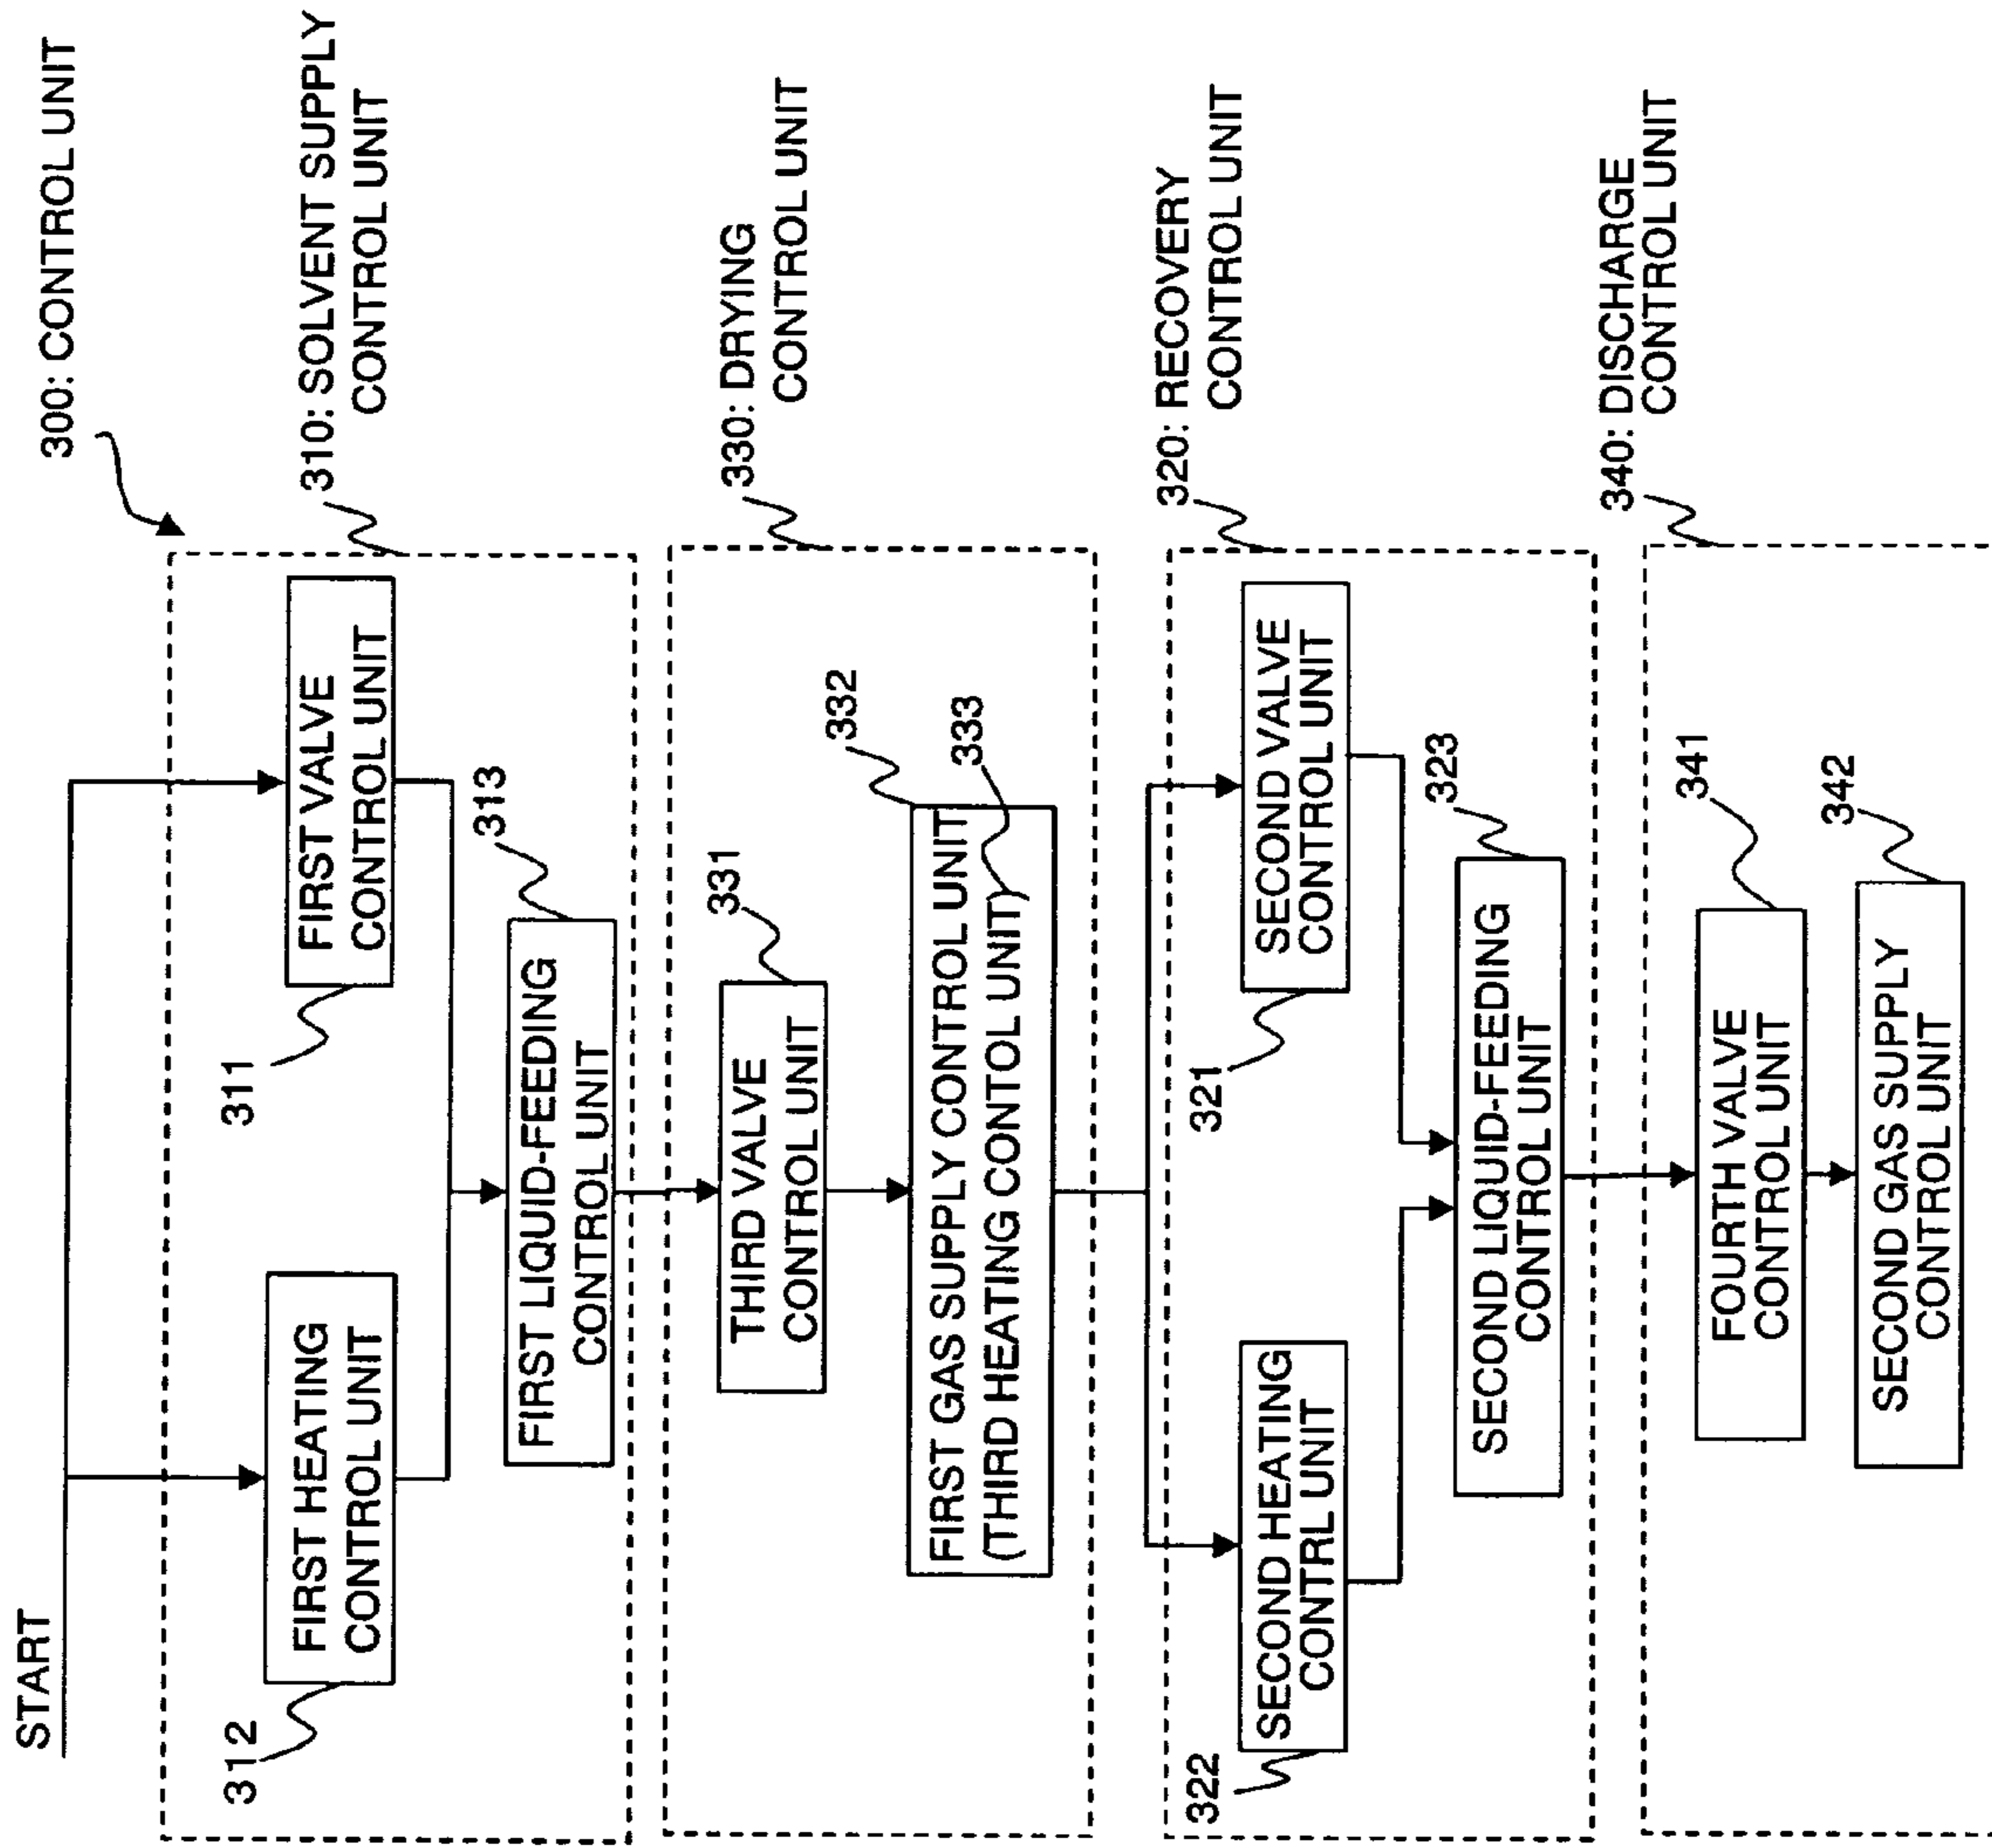 START
300: CONTROL UNIT
310: SOLVENT SUPPLY
CONTROL UNIT
312
FIRST HEATING
CONTROL UNIT
311
FIRST VALVE
CONTROL UNIT
313
FIRST LIQUID-FEEDING
CONTROL UNIT
330: DRYING
CONTROL UNIT
331
THIRD VALVE
CONTROL UNIT
332
FIRST GAS SUPPLY CONTROL UNIT
(THIRD HEATING CONTOL UNIT)
333
320: RECOVERY
CONTROL UNIT
322
SECOND HEATING
CONTRL UNIT
321
SECOND VALVE
CONTROL UNIT
323
SECOND LIQUID-FEEDING
CONTROL UNIT
340: DISCHARGE
CONTROL UNIT
341
FOURTH VALVE
CONTROL UNIT
342
SECOND GAS SUPPLY
CONTROL UNIT